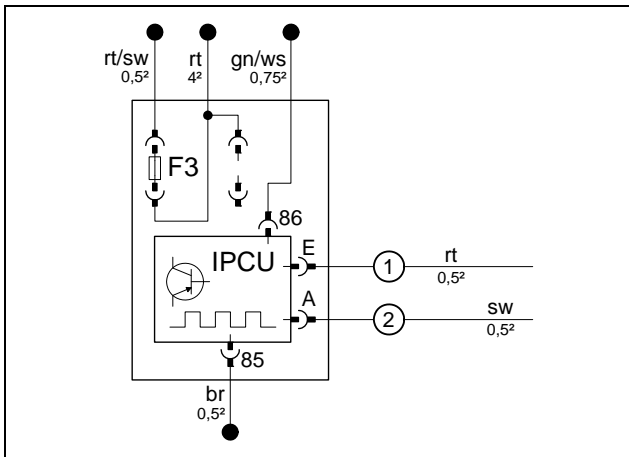 rt/sw
0,5²
rt
4²
gn/ws
0,75²
F3
86
IPCU
E
1
rt
0,5²
A
2
sw
0,5²
85
br
0,5²